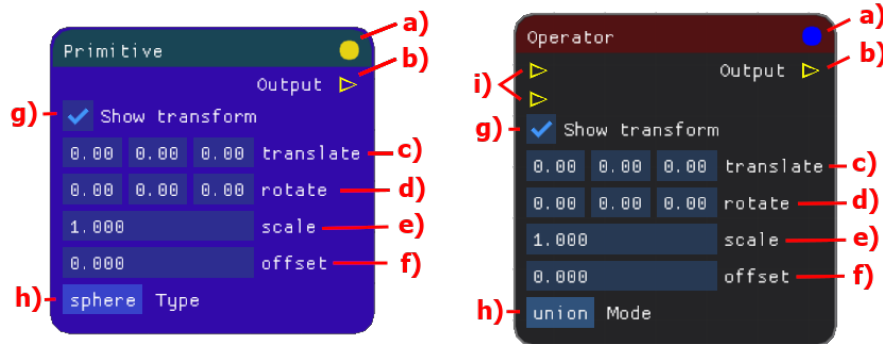 Primitive a)
Output b)
g) Show transform
0.00 0.00 0.00 translate c)
0.00 0.00 0.00 rotate d)
1.000 scale e)
0.000 offset f)
h) sphere Type
Operator a)
i) Output b)
g) Show transform
0.00 0.00 0.00 translate c)
0.00 0.00 0.00 rotate d)
1.000 scale e)
0.000 offset f)
h) union Mode